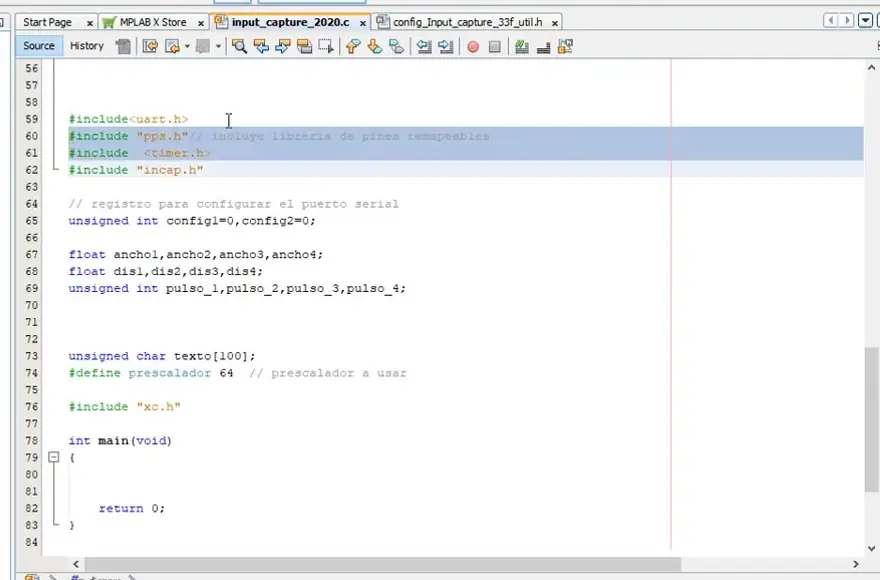 Start Page MPLAB X Store input_capture_2020.c config_Input_capture_33f_util.h
Source History
56
57
58
59 #include<uart.h>
60 #include "pps.h"// incluye libreria de pines remapeables
61 #include <timer.h>
62 #include "incap.h"
63
64 // registro para configurar el puerto serial
65 unsigned int config1=0,config2=0;
66
67 float ancho1,ancho2,ancho3,ancho4;
68 float dis1,dis2,dis3,dis4;
69 unsigned int pulso_1,pulso_2,pulso_3,pulso_4;
70
71
72
73 unsigned char texto[100];
74 #define prescalador 64 // prescalador a usar
75
76 #include "xc.h"
77
78 int main(void)
79 {
80
81
82 return 0;
83 }
84